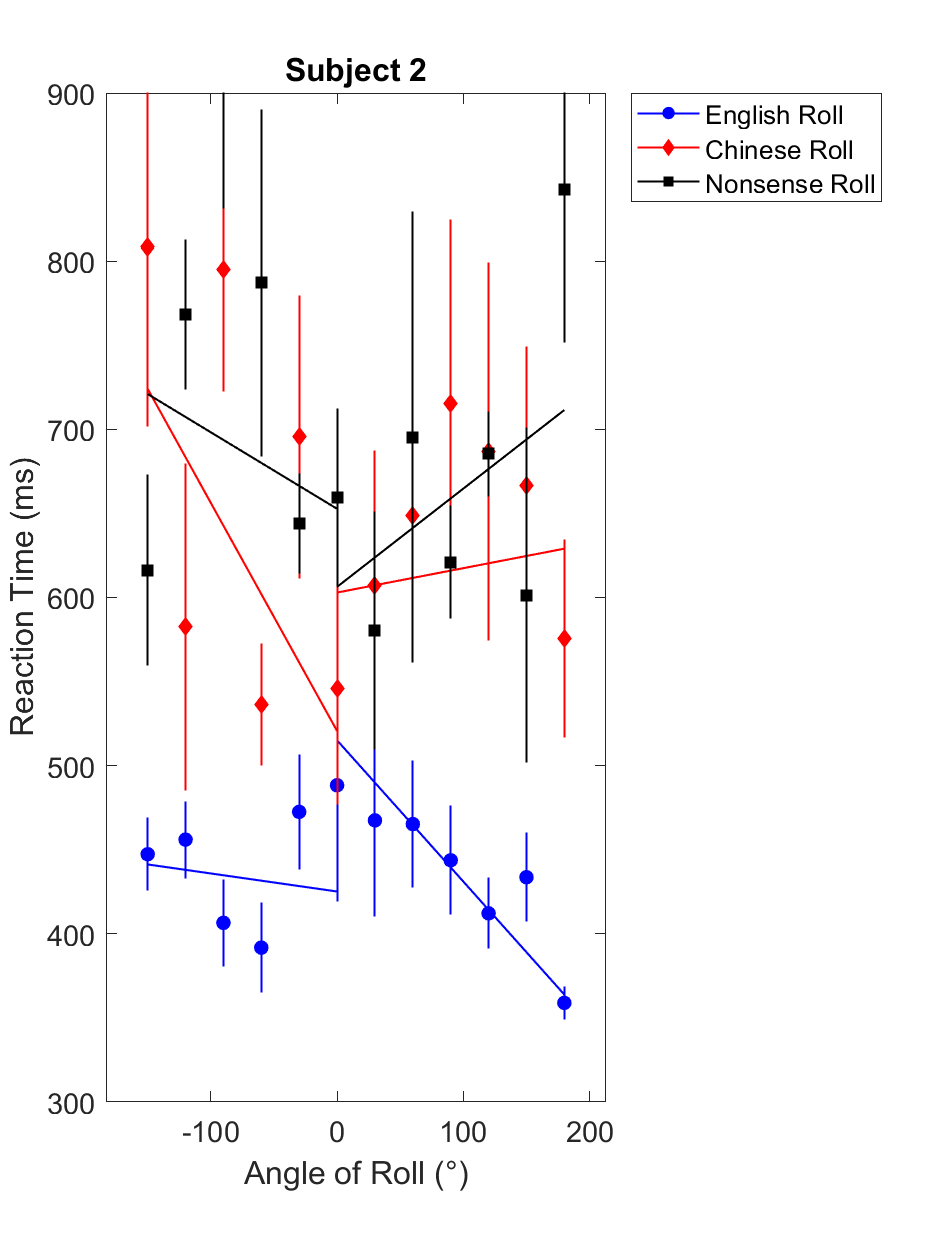 Subject 2
900
800
700
600
500
400
300
-100 0 100 200
Angle of Roll (°)
Reaction Time (ms)
English Roll
Chinese Roll
Nonsense Roll